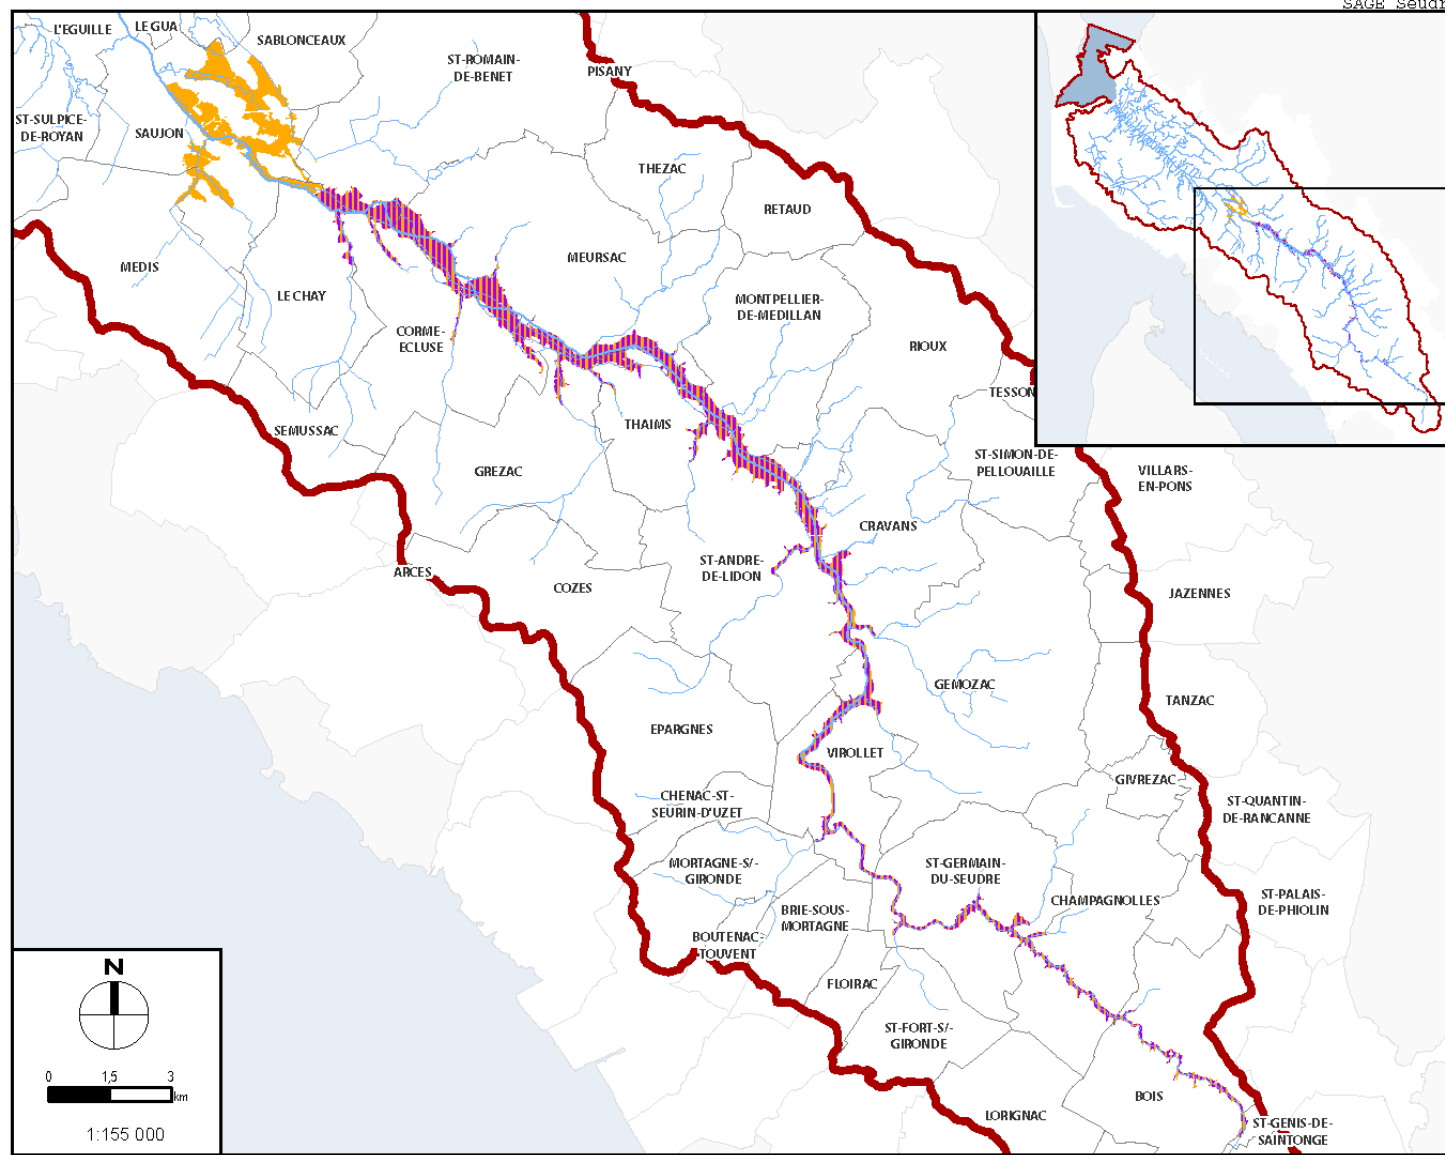 SAGE Seudr
L'EGUILLE
LE GUA
SABLONCEAUX
ST-ROMAIN-
DE-BENET
PISANY
ST-SULPICE-
DE-ROYAN
SAUJON
THEZAC
RETAUD
MEDIS
LE CHAY
MEURSAC
CORME-
ECLUSE
MONTPELLIER-
DE-MEDILLAN
RIOUX
TESSON
SEMUSSAC
THAIMS
GREZAC
ST-SIMON-DE-
PELLOUAILLE
VILLARS-
EN-PONS
CRAVANS
ST-ANDRE-
DE-LIDON
ARCES
COZES
JAZENNES
GEMOZAC
TANZAC
EPARGNES
VIROLLET
GIVREZAC
CHENAC-ST-
SEURIN-D'UZET
ST-QUANTIN-
DE-RANCANNE
MORTAGNE-S/-
GIRONDE
ST-GERMAIN-
DU-SEUDRE
CHAMPAGNOLLES
ST-PALAIS-
DE-PHIOLIN
BRIE-SOUS-
MORTAGNE
BOUTENAC-
TOUVENT
FLOIRAC
ST-FORT-S/-
GIRONDE
BOIS
LORIGNAC
ST-GENIS-DE-
SAINTONGE
N
0 1,5 3
km
1:155 000